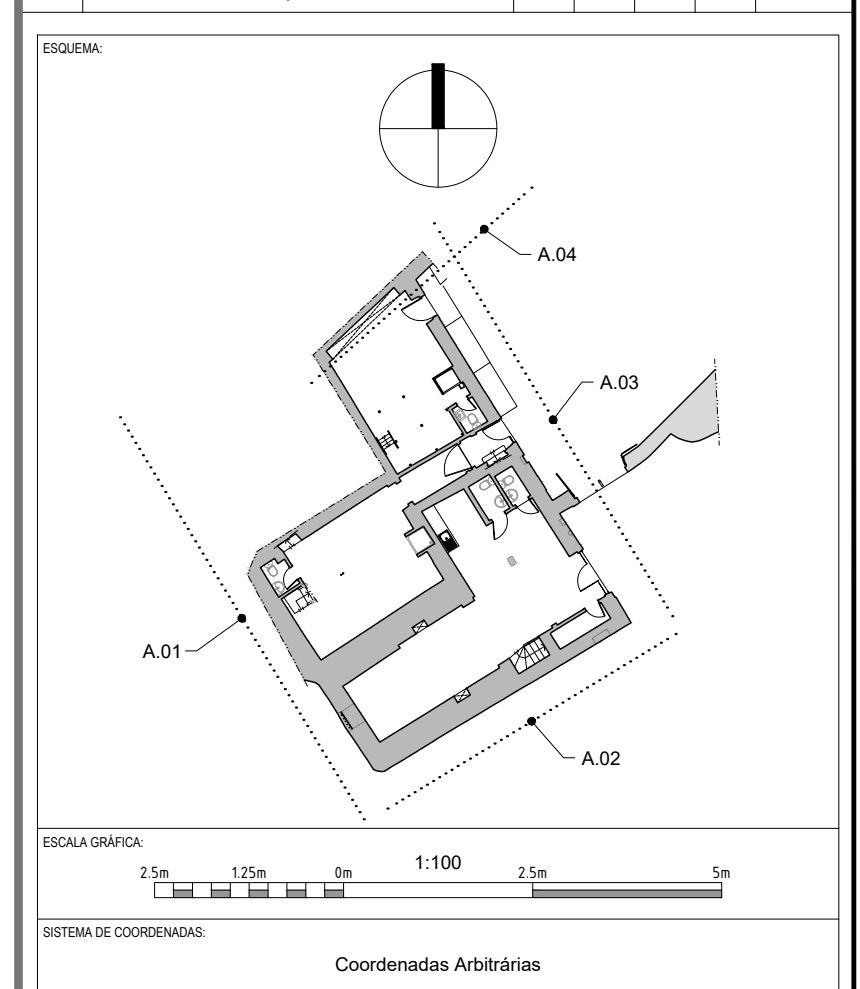 ESQUEMA:
A.04
A.03
A.01
A.02
ESCALA GRÁFICA:
1:100
2.5m 1.25m 0m 2.5m 5m
SISTEMA DE COORDENADAS:
Coordenadas Arbitrárias